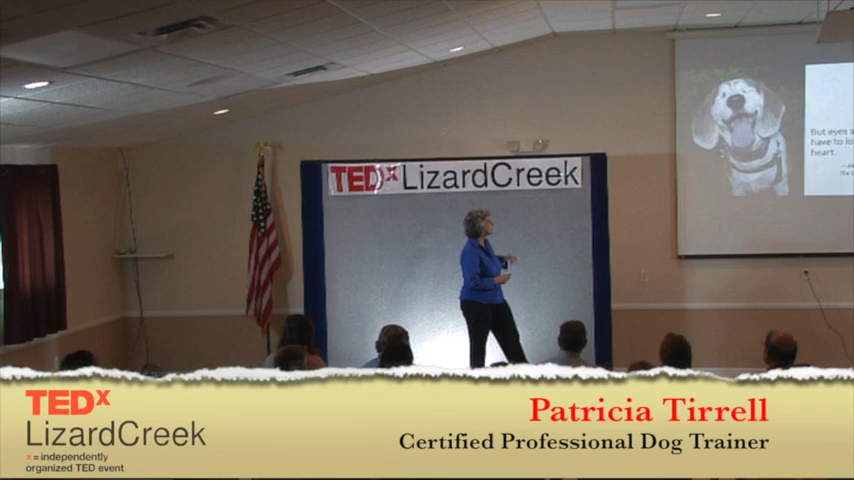 TEDx LizardCreek
But eyes a
have to lo
heart.
TEDx
LizardCreek
x = independently
organized TED event
Patricia Tirrell
Certified Professional Dog Trainer